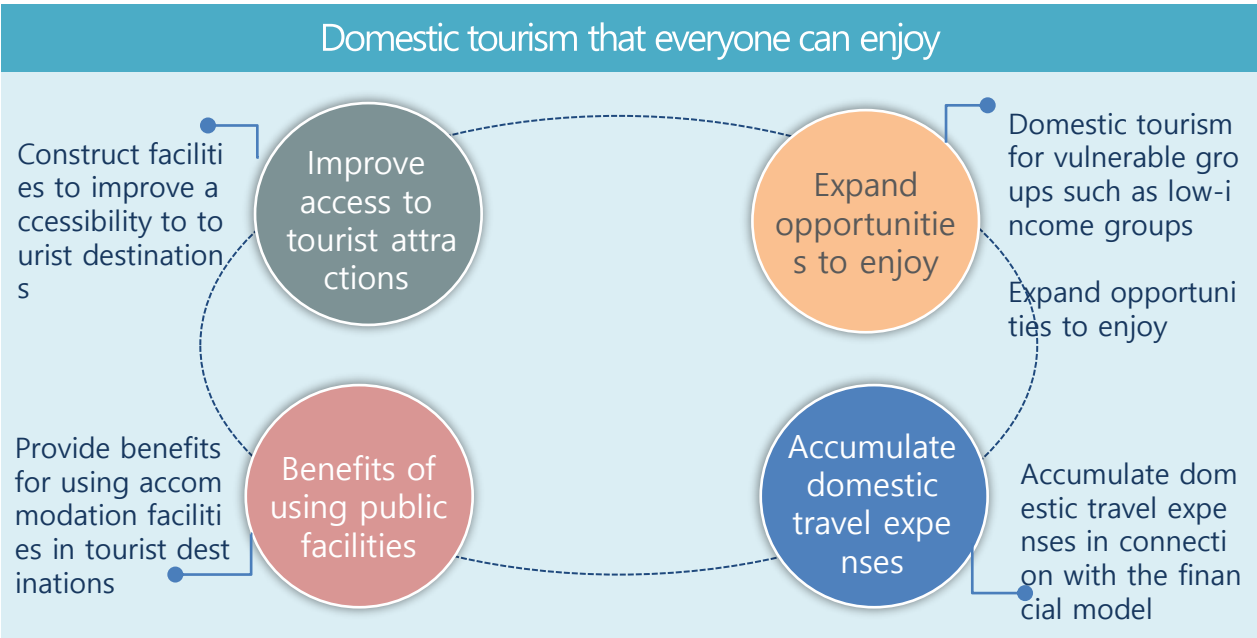 Domestic tourism that everyone can enjoy
Construct faciliti
es to improve a
ccessibility to to
urist destination
s
Improve
access to
tourist attra
ctions
Expand
opportunitie
s to enjoy
Domestic tourism
for vulnerable gro
ups such as low-i
ncome groups
Expand opportuni
ties to enjoy
Provide benefits
for using accom
modation faciliti
es in tourist dest
inations
Benefits of
using public
facilities
Accumulate
domestic
travel expe
nses
Accumulate dom
estic travel expe
nses in connecti
on with the finan
cial model